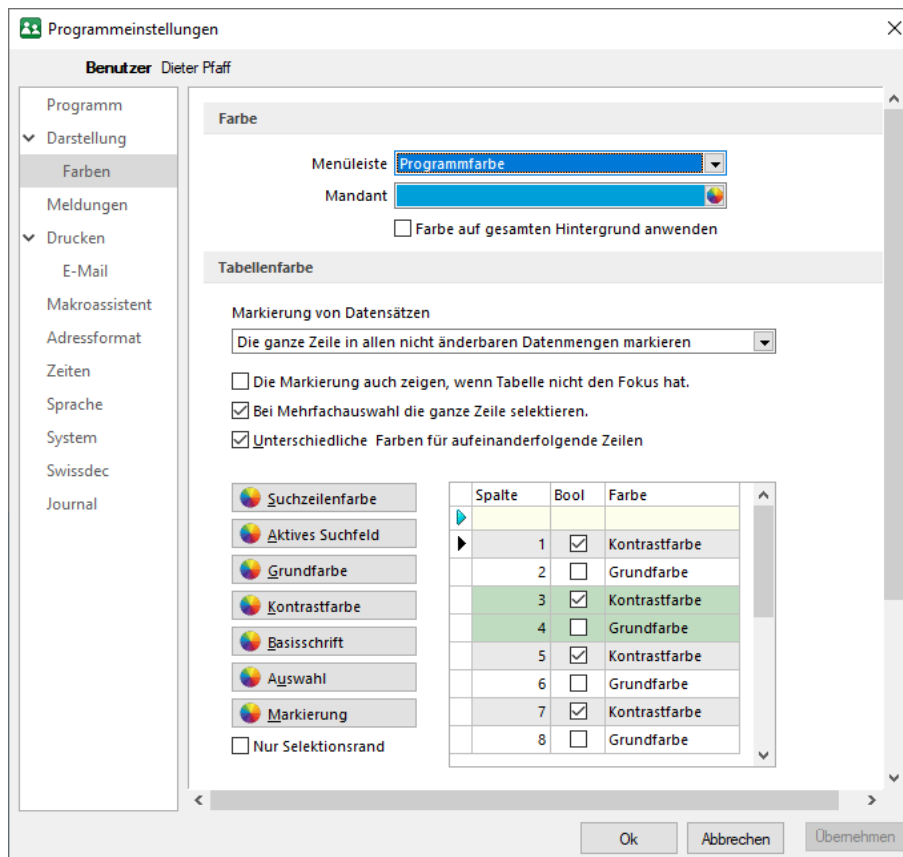 Programmeinstellungen
Benutzer Dieter Pfaff
Programm
Darstellung
Farben
Meldungen
Drucken
E-Mail
Makroassistent
Adressformat
Zeiten
Sprache
System
Swissdec
Journal
Farbe
Menüleiste Programmfarbe
Mandant
Farbe auf gesamten Hintergrund anwenden
Tabellenfarbe
Markierung von Datensätzen
Die ganze Zeile in allen nicht änderbaren Datenmengen markieren
Die Markierung auch zeigen, wenn Tabelle nicht den Fokus hat.
Bei Mehrfachauswahl die ganze Zeile selektieren.
Unterschiedliche Farben für aufeinanderfolgende Zeilen
Suchzeilenfarbe
Aktives Suchfeld
Grundfarbe
Kontrastfarbe
Basisschrift
Auswahl
Markierung
Nur Selektionsrand
Spalte Bool Farbe
1 Kontrastfarbe
2 Grundfarbe
3 Kontrastfarbe
4 Grundfarbe
5 Kontrastfarbe
6 Grundfarbe
7 Kontrastfarbe
8 Grundfarbe
Ok Abbrechen Übernehmen